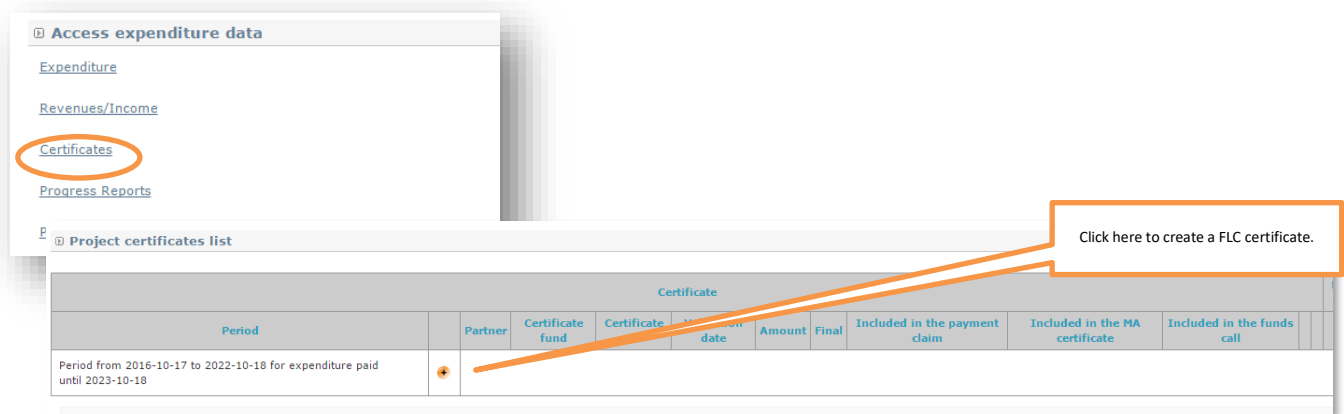 Access expenditure data
Expenditure
Revenues/Income
Certificates
Progress Reports
P
Project certificates list
Click here to create a FLC certificate.
Certificate
Period
Partner
Certificate
fund
Certificate
date
Amount
Final
Included in the payment
claim
Included in the MA
certificate
Included in the funds
call
Period from 2016-10-17 to 2022-10-18 for expenditure paid
until 2023-10-18